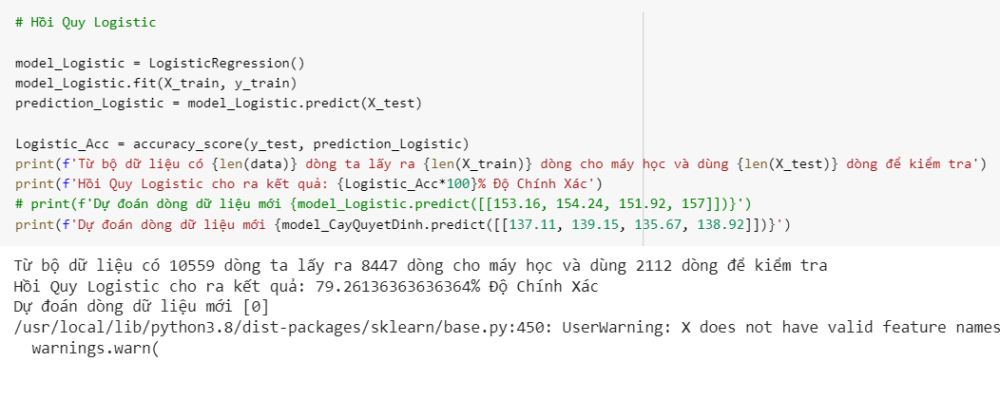 # Hồi Quy Logistic
model_Logistic = LogisticRegression()
model_Logistic.fit(X_train, y_train)
prediction_Logistic = model_Logistic.predict(X_test)
Logistic_Acc = accuracy_score(y_test, prediction_Logistic)
print(f'Từ bộ dữ liệu có {len(data)} dòng ta lấy ra {len(X_train)} dòng cho máy học và dùng {len(X_test)} dòng để kiểm tra')
print(f'Hồi Quy Logistic cho ra kết quả: {Logistic_Acc*100}% Độ Chính Xác')
# print(f'Dự đoán dòng dữ liệu mới {model_Logistic.predict([[153.16, 154.24, 151.92, 157]])}')
print(f'Dự đoán dòng dữ liệu mới {model_CayQuyetDinh.predict([[137.11, 139.15, 135.67, 138.92]])}')
Từ bộ dữ liệu có 10559 dòng ta lấy ra 8447 dòng cho máy học và dùng 2112 dòng để kiểm tra
Hồi Quy Logistic cho ra kết quả: 79.26136363636364% Độ Chính Xác
Dự đoán dòng dữ liệu mới [0]
/usr/local/lib/python3.8/dist-packages/sklearn/base.py:450: UserWarning: X does not have valid feature names
warnings.warn(